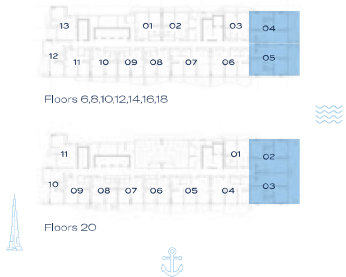 13 01 02 03 04
12 11 10 09 08 07 06 05
Floors 6,8,10,12,14,16,18
11 01 02
10 09 08 07 06 05 04 03
Floors 20